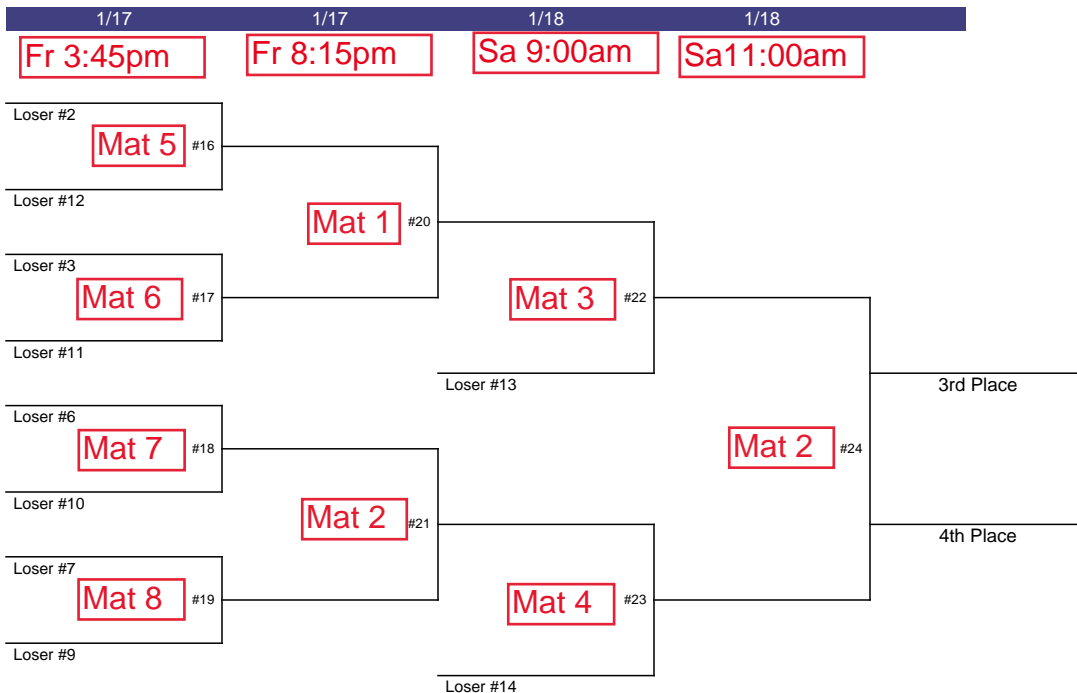 1/17 1/17 1/18 1/18
Fr 3:45pm Fr 8:15pm Sa 9:00am Sa11:00am
Loser #2
Mat 5 #16
Loser #12
Mat 1 #20
Loser #3
Mat 6 #17
Mat 3 #22
Loser #11
Loser #13
3rd Place
Loser #6
Mat 7 #18
Mat 2 #24
Loser #10
Mat 2 #21
4th Place
Loser #7
Mat 8 #19
Mat 4 #23
Loser #9
Loser #14